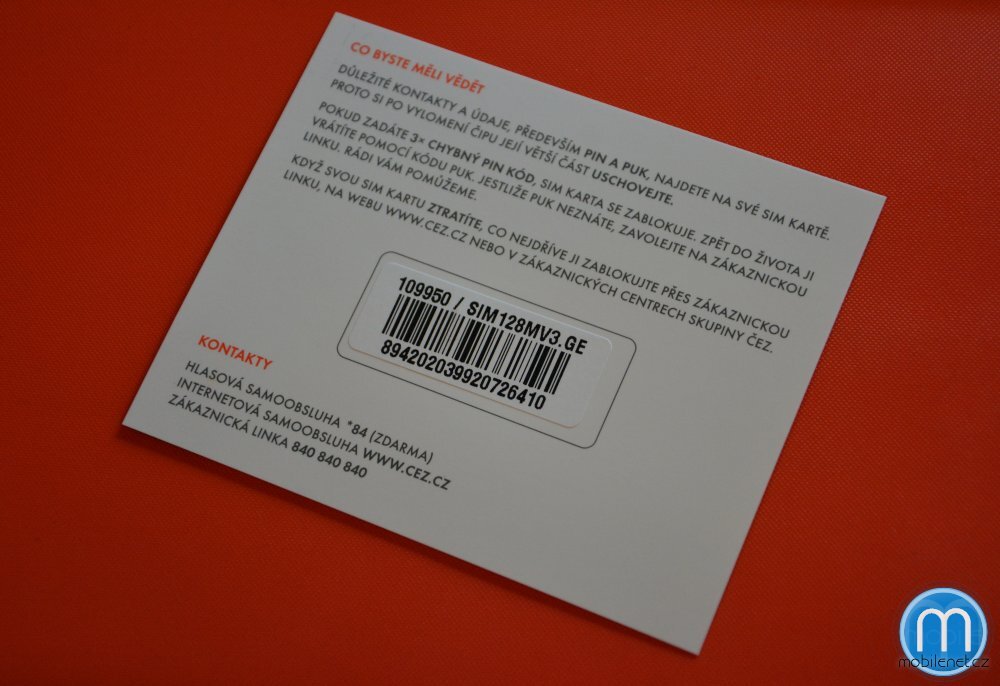 CO BYSTE MĚLI VĚDĚT
DŮLEŽITÉ KONTAKTY A ÚDAJE, PŘEDEVŠÍM PIN A PUK, NAJDETE NA SVÉ SIM KARTĚ.
PROTO SI PO VYLOMENÍ ČIPU JEJÍ VĚTŠÍ ČÁST USCHOVEJTE.
POKUD ZADÁTE 3× CHYBNÝ PIN KÓD, SIM KARTA SE ZABLOKUJE. ZPĚT DO ŽIVOTA JI
VRÁTÍTE POMOCÍ KÓDU PUK. JESTLIŽE PUK NEZNÁTE, ZAVOLEJTE NA ZÁKAZNICKOU
LINKU. RÁDI VÁM POMŮŽEME.
KDYŽ SVOU SIM KARTU ZTRATÍTE, CO NEJDŘÍVE JI ZABLOKUJTE PŘES ZÁKAZNICKOU
LINKU, NA WEBU WWW.CEZ.CZ NEBO V ZÁKAZNICKÝCH CENTRECH SKUPINY ČEZ.
109950 / SIM128MV3.GE
894202039920726410
KONTAKTY
HLASOVÁ SAMOOBSLUHA *84 (ZDARMA)
INTERNETOVÁ SAMOOBSLUHA WWW.CEZ.CZ
ZÁKAZNICKÁ LINKA 840 840 840
m
mobilenet.cz